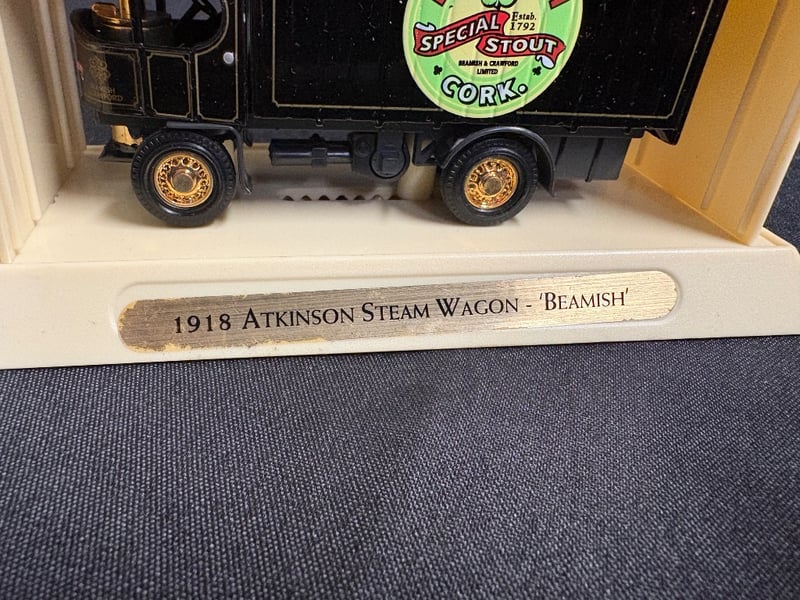 Estab.
1792
SPECIAL STOUT
BEAMISH & CRAWFORD
LIMITED
CORK.
1918 ATKINSON STEAM WAGON - 'BEAMISH'